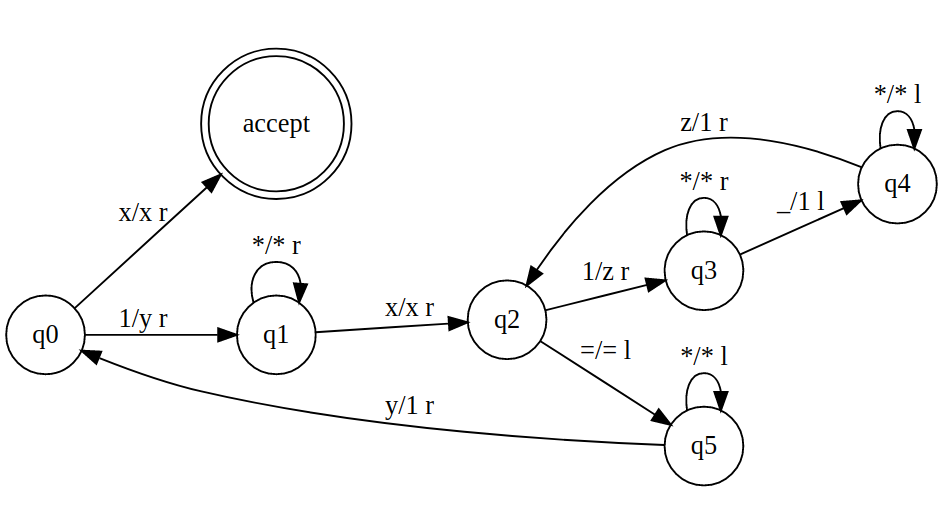 */* l
z/1 r
accept
*/* r
q4
_/1 l
x/x r
*/* r
1/z r
q3
x/x r
q0
1/y r
q1
q2
=/= l
*/* l
y/1 r
q5